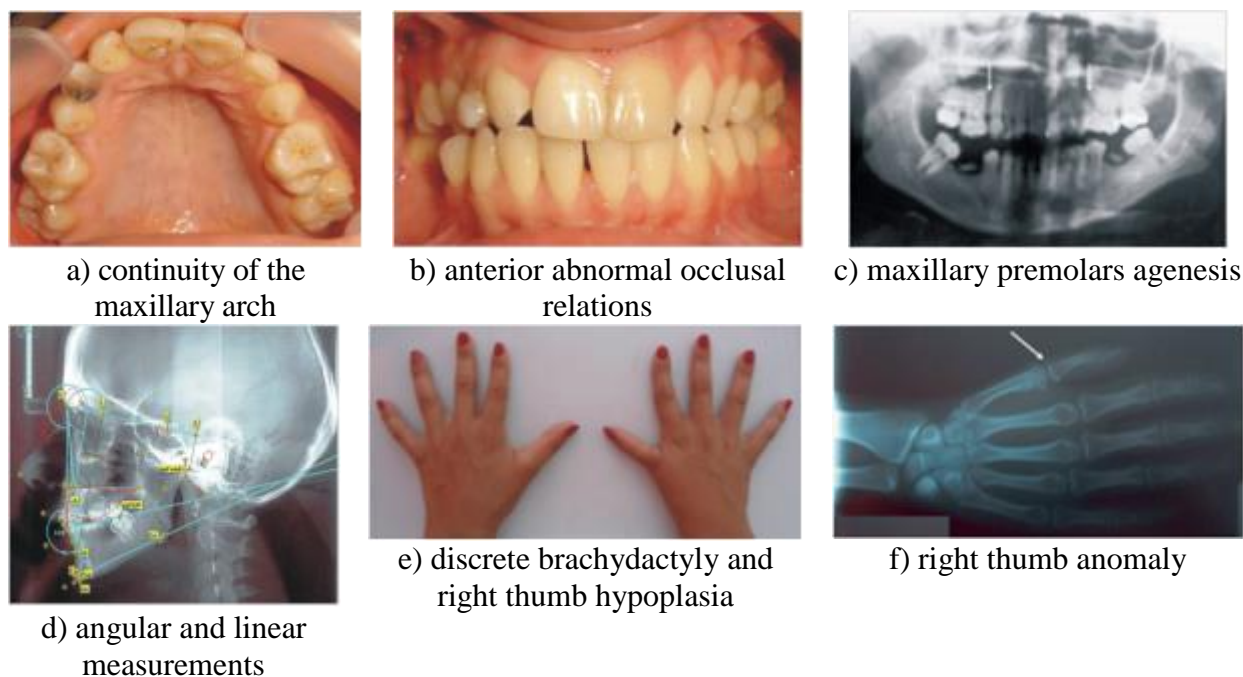 a) continuity of the
maxillary arch
b) anterior abnormal occlusal
relations
c) maxillary premolars agenesis
d) angular and linear
measurements
e) discrete brachydactyly and
right thumb hypoplasia
f) right thumb anomaly